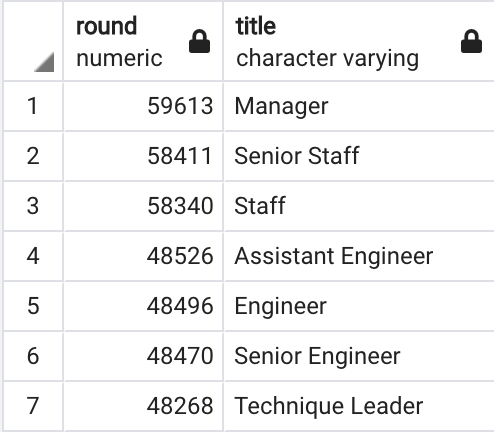 round title
numeric character varying
1 59613 Manager
2 58411 Senior Staff
3 58340 Staff
4 48526 Assistant Engineer
5 48496 Engineer
6 48470 Senior Engineer
7 48268 Technique Leader